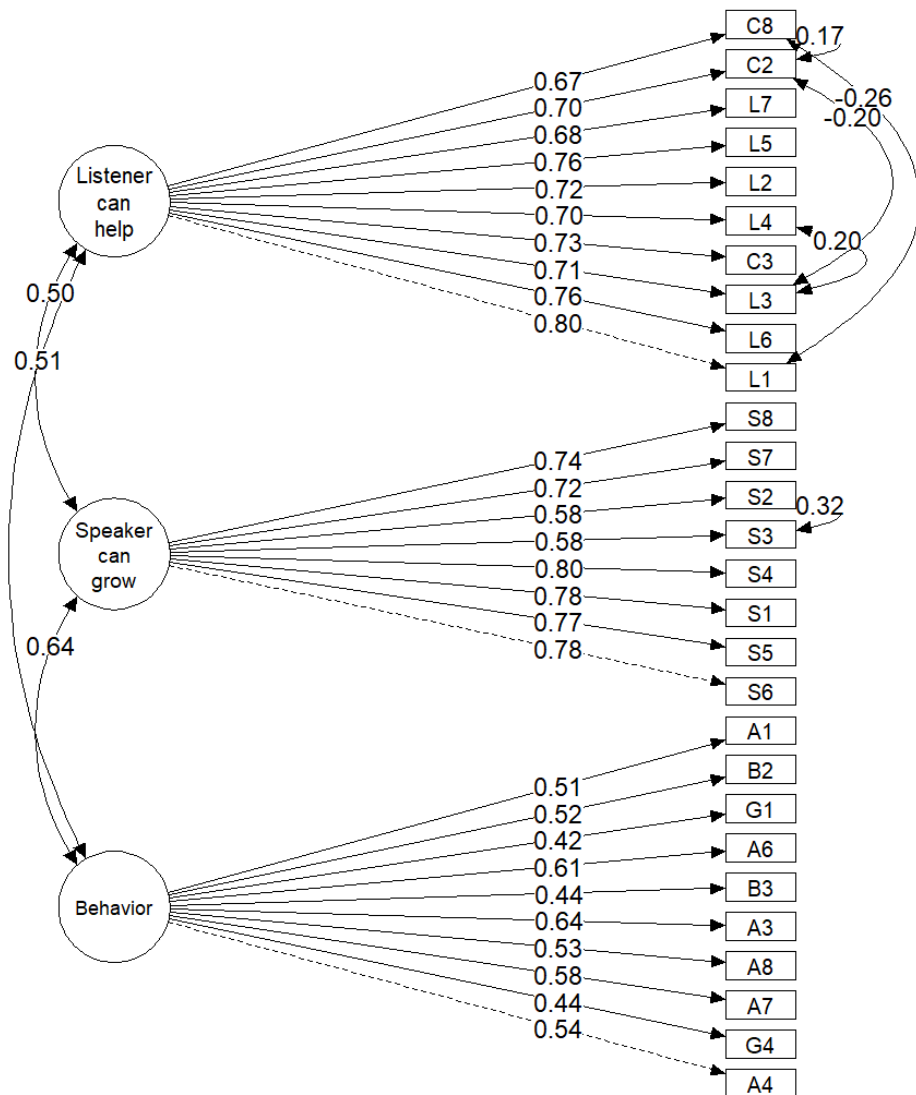 C8
0.17
C2
0.67
-0.26
0.70
L7
-0.20
0.68
L5
0.76
Listener
can
help
L2
0.72
L4
0.70
0.20
C3
0.73
L3
0.71
0.50
0.76
L6
0.80
0.51
L1
S8
0.74
S7
0.72
S2
0.32
0.58
Speaker
can
grow
S3
0.58
S4
0.80
S1
0.78
0.77
S5
0.64
0.78
S6
A1
B2
0.51
0.52
G1
0.42
A6
0.61
B3
0.44
Behavior
A3
0.64
A8
0.53
0.58
A7
0.44
0.54
G4
A4